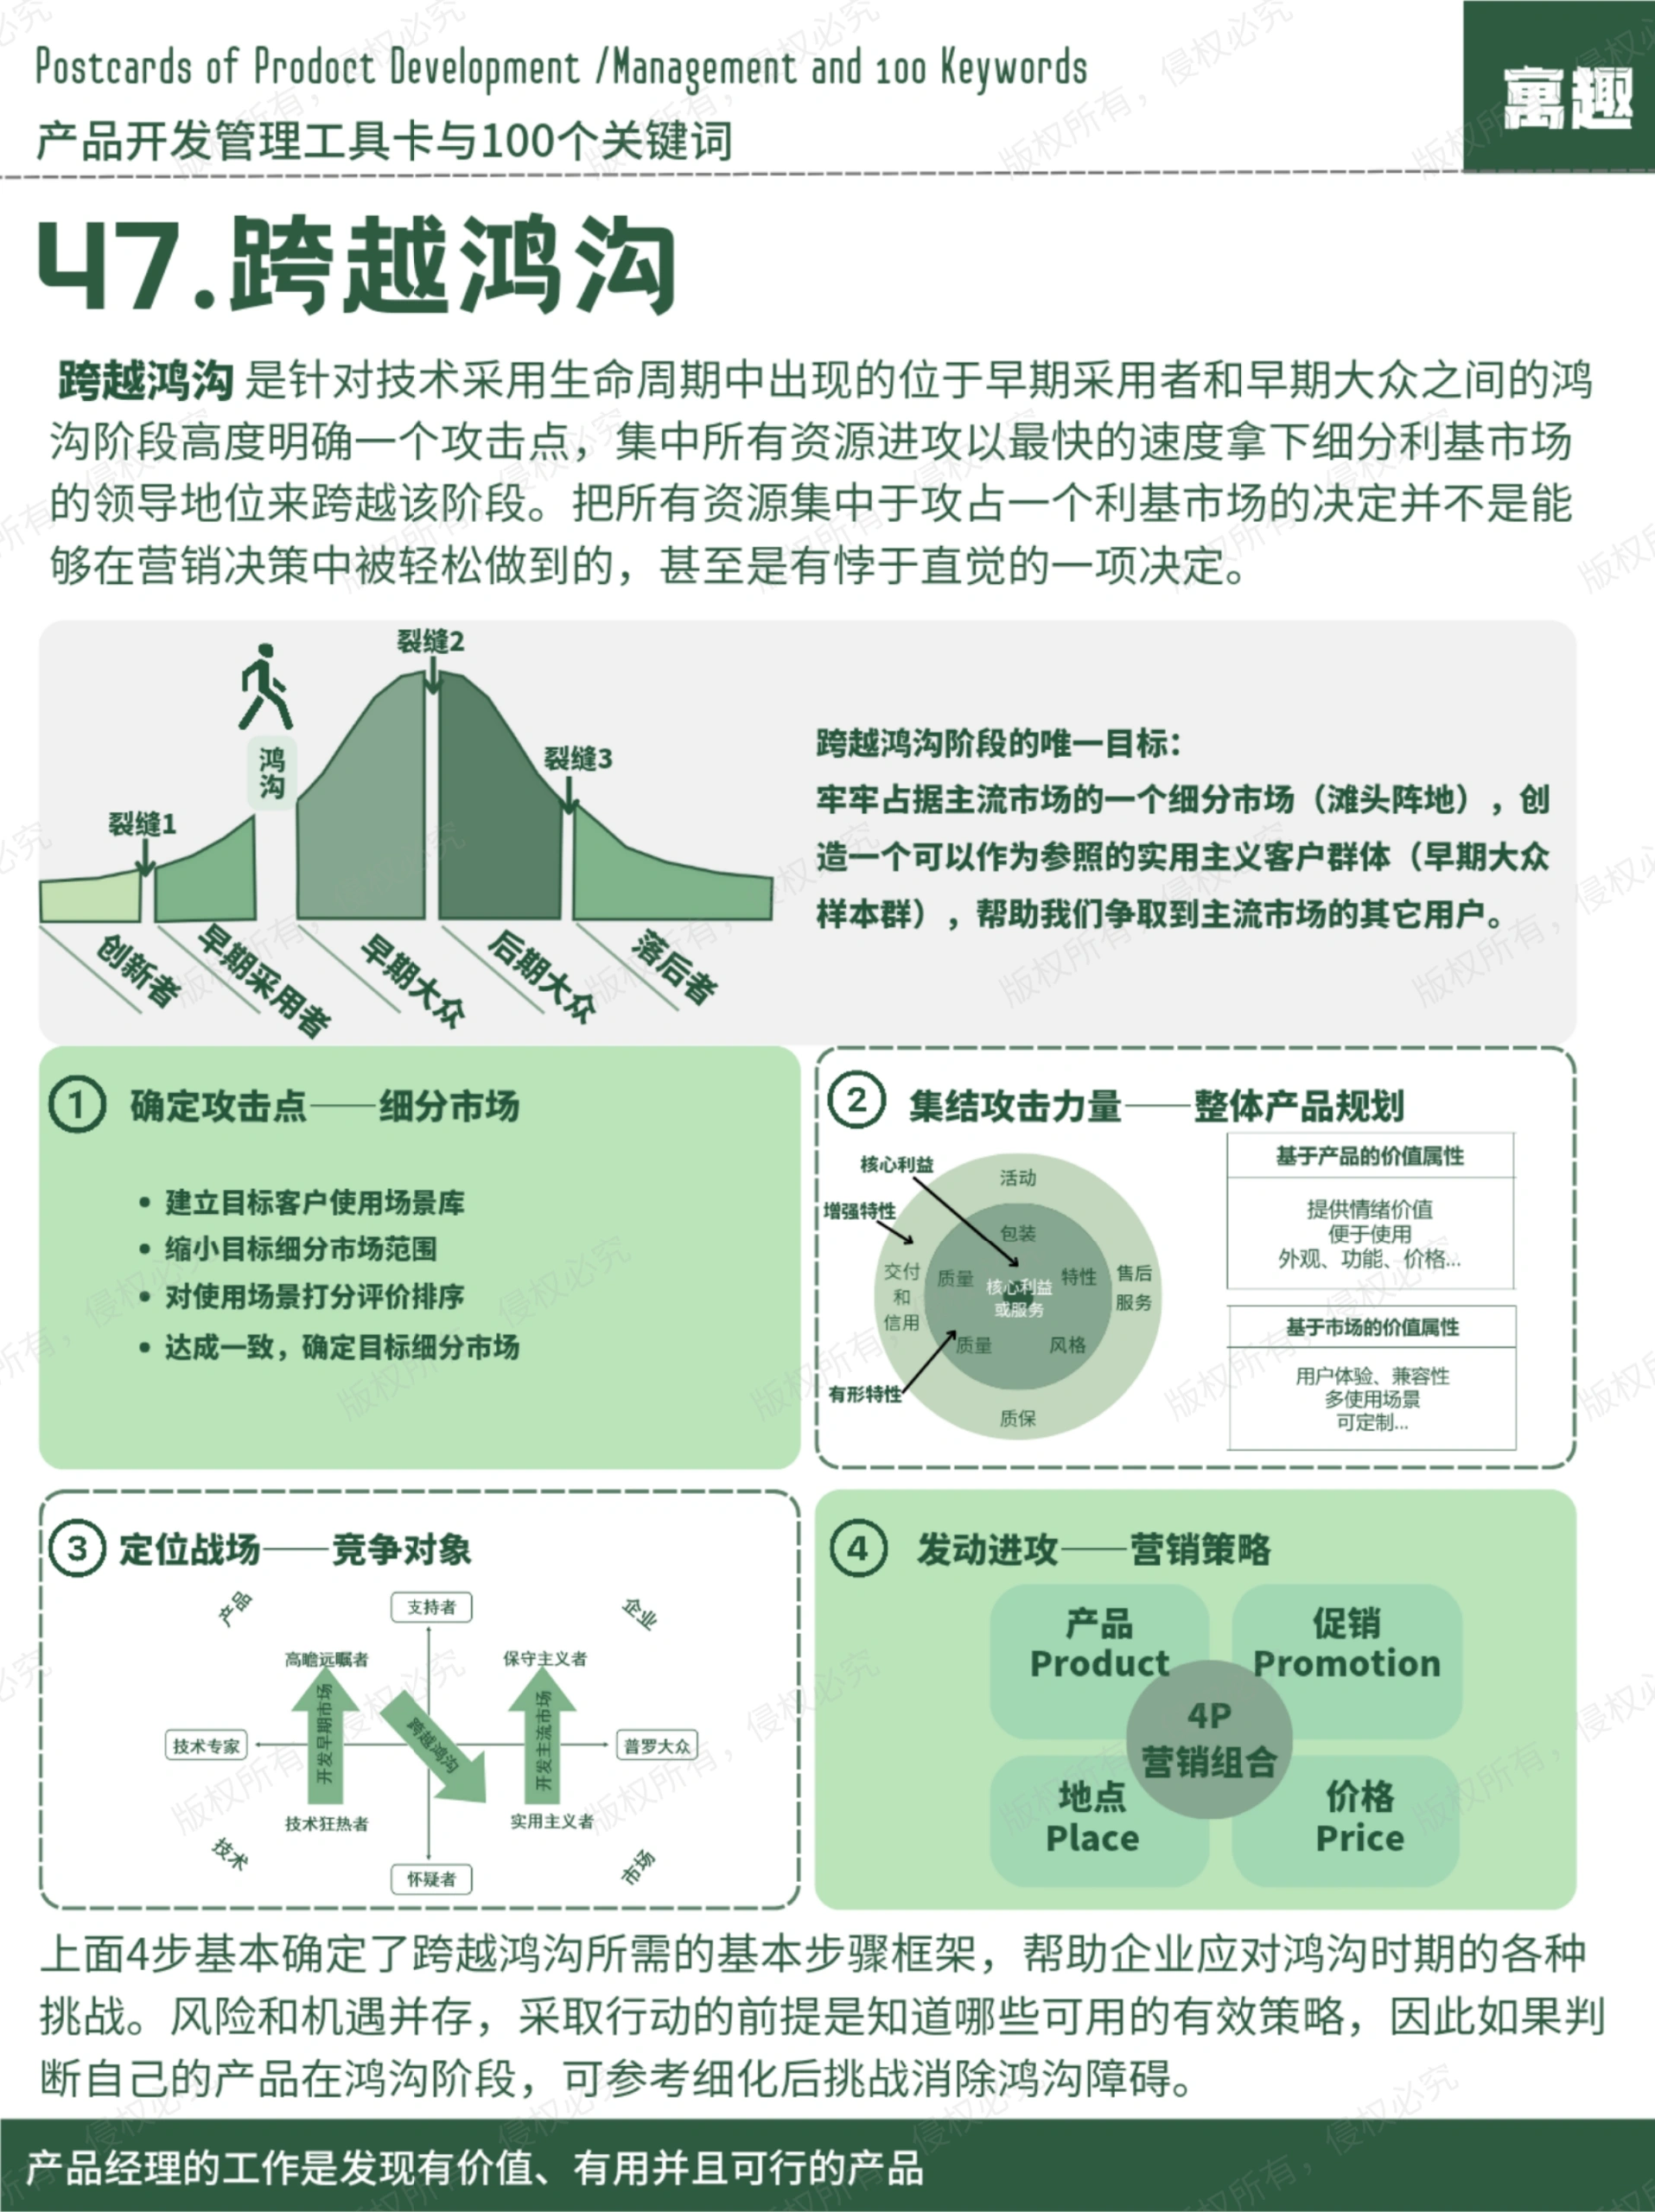 Postcards of Prodoct Development /Management and 100 Keywords
产品开发管理工具卡与100个关键词
寓趣
47.跨越鸿沟
跨越鸿沟 是针对技术采用生命周期中出现的位于早期采用者和早期大众之间的鸿
沟阶段高度明确一个攻击点，集中所有资源进攻以最快的速度拿下细分利基市场
的领导地位来跨越该阶段。把所有资源集中于攻占一个利基市场的决定并不是能
够在营销决策中被轻松做到的，甚至是有悖于直觉的一项决定。
裂缝2
鸿
沟
裂缝3
裂缝1
创新者
早期采用者
早期大众
后期大众
落后者
跨越鸿沟阶段的唯一目标：
牢牢占据主流市场的一个细分市场（滩头阵地），创
造一个可以作为参照的实用主义客户群体（早期大众
样本群），帮助我们争取到主流市场的其它用户。
1 确定攻击点——细分市场
• 建立目标客户使用场景库
• 缩小目标细分市场范围
• 对使用场景打分评价排序
• 达成一致，确定目标细分市场
2 集结攻击力量——整体产品规划
核心利益
增强特性
有形特性
活动
包装
交付
和
信用
质量
核心利益
或服务
特性
售后
服务
质量
风格
质保
基于产品的价值属性
提供情绪价值
便于使用
外观、功能、价格...
基于市场的价值属性
用户体验、兼容性
多使用场景
可定制...
3 定位战场——竞争对象
产品
支持者
企业
高瞻远瞩者
保守主义者
开发早期市场
跨越鸿沟
开发主流市场
技术专家
普罗大众
技术狂热者
实用主义者
技术
怀疑者
市场
4 发动进攻——营销策略
产品
Product
促销
Promotion
4P
营销组合
地点
Place
价格
Price
上面4步基本确定了跨越鸿沟所需的基本步骤框架，帮助企业应对鸿沟时期的各种
挑战。风险和机遇并存，采取行动的前提是知道哪些可用的有效策略，因此如果判
断自己的产品在鸿沟阶段，可参考细化后挑战消除鸿沟障碍。
产品经理的工作是发现有价值、有用并且可行的产品
版权所有，侵权必究